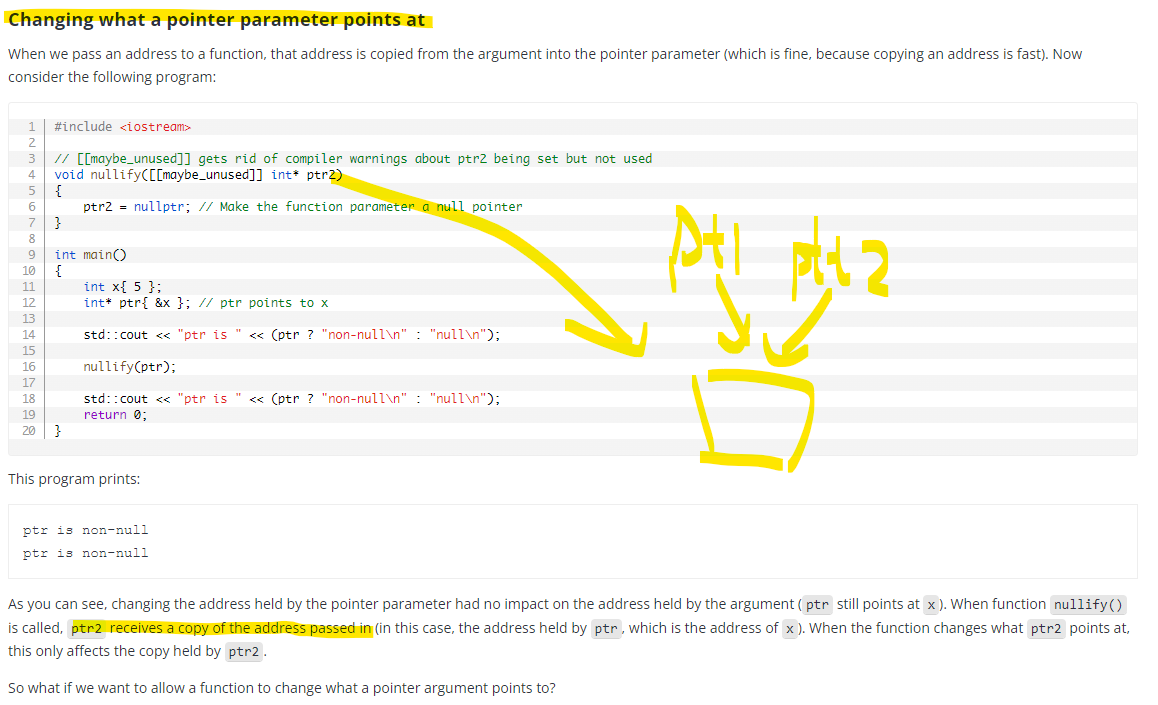 Changing what a pointer parameter points at
When we pass an address to a function, that address is copied from the argument into the pointer parameter (which is fine, because copying an address is fast). Now
consider the following program:
1 #include <iostream>
2
3 // [[maybe_unused]] gets rid of compiler warnings about ptr2 being set but not used
4 void nullify([[maybe_unused]] int* ptr2)
5 {
6 ptr2 = nullptr; // Make the function parameter a null pointer
7 }
8
9 int main()
10 {
11 int x{ 5 };
12 int* ptr{ &x }; // ptr points to x
13
14 std::cout << "ptr is " << (ptr ? "non-null\n" : "null\n");
15
16 nullify(ptr);
17
18 std::cout << "ptr is " << (ptr ? "non-null\n" : "null\n");
19 return 0;
20 }
pt1 pt2
This program prints:
ptr is non-null
ptr is non-null
As you can see, changing the address held by the pointer parameter had no impact on the address held by the argument (ptr still points at x). When function nullify()
is called, ptr2 receives a copy of the address passed in (in this case, the address held by ptr, which is the address of x). When the function changes what ptr2 points at,
this only affects the copy held by ptr2.
So what if we want to allow a function to change what a pointer argument points to?